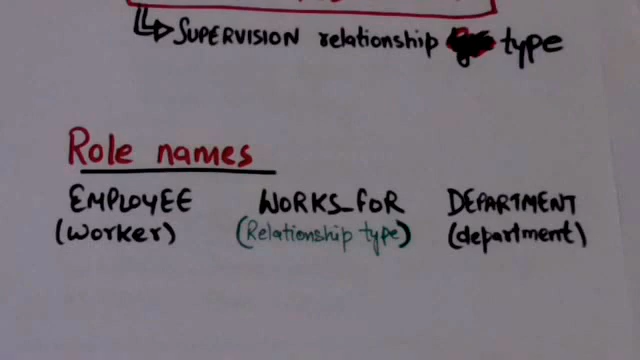 SUPERVISION relationship type
Role names
EMPLOYEE WORKS_FOR DEPARTMENT
(worker) (Relationship type) (department)